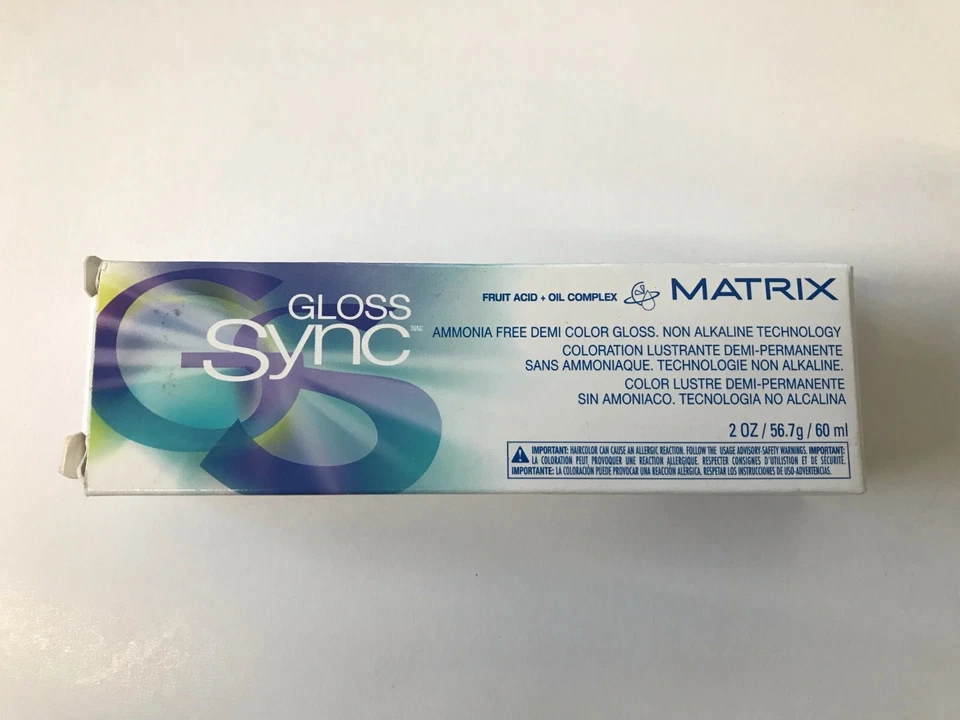 GLOSS
Sync™
FRUIT ACID + OIL COMPLEX
MATRIX
AMMONIA FREE DEMI COLOR GLOSS. NON ALKALINE TECHNOLOGY
COLORATION LUSTRANTE DEMI-PERMANENTE
SANS AMMONIAQUE. TECHNOLOGIE NON ALKALINE.
COLOR LUSTRE DEMI-PERMANENTE
SIN AMONIACO. TECNOLOGIA NO ALCALINA
2 OZ / 56.7g / 60 ml
IMPORTANT: HAIRCOLOR CAN CAUSE AN ALLERGIC REACTION. FOLLOW THE USAGE ADVISORY-SAFETY WARNINGS. IMPORTANT:
LA COLORATION PEUT PROVOQUER UNE REACTION ALLERGIQUE. RESPECTER CONSIGNES D'UTILISTION ET DE SÉCURITÉ.
IMPORTANTE: LA COLORACIÓN PUEDE PROVOCAR UNA REACCIÓN ALÉRGICA, RESPETAR LOS INSTRUCCIONES DE USO-ADVERTENCIAS.